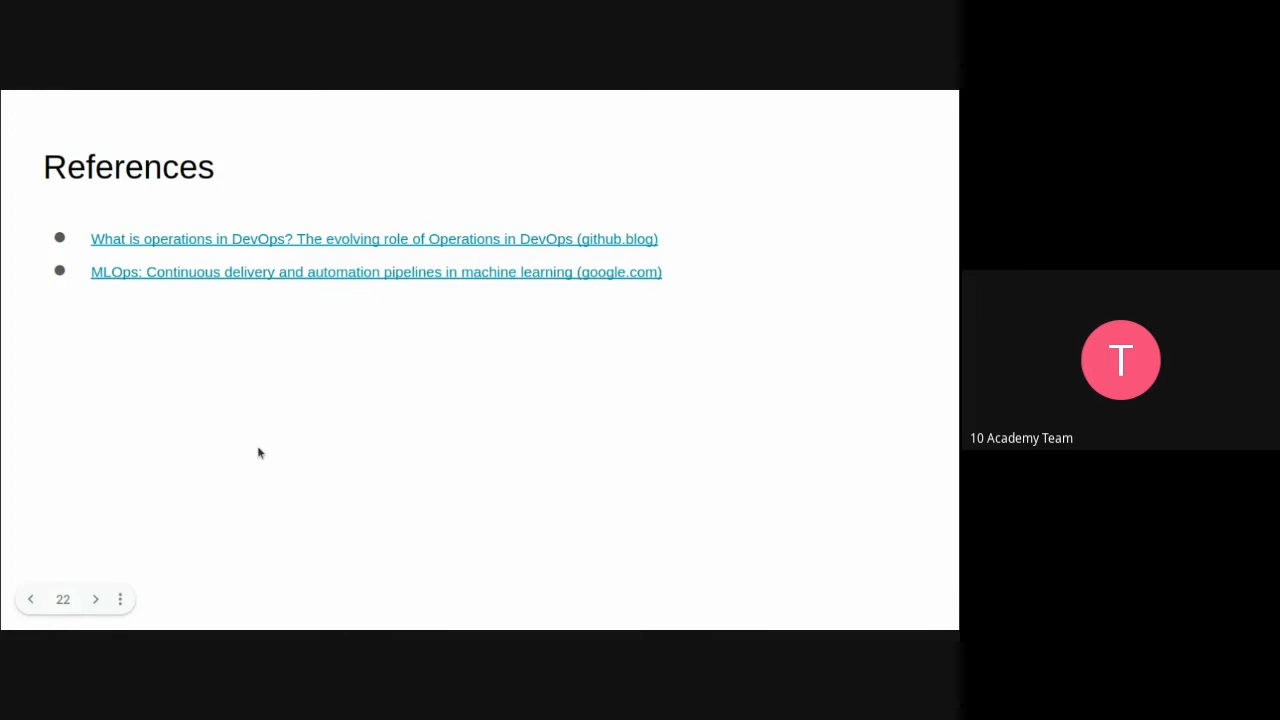 References
What is operations in DevOps? The evolving role of Operations in DevOps (github.blog)
MLOps: Continuous delivery and automation pipelines in machine learning (google.com)
22
T
10 Academy Team